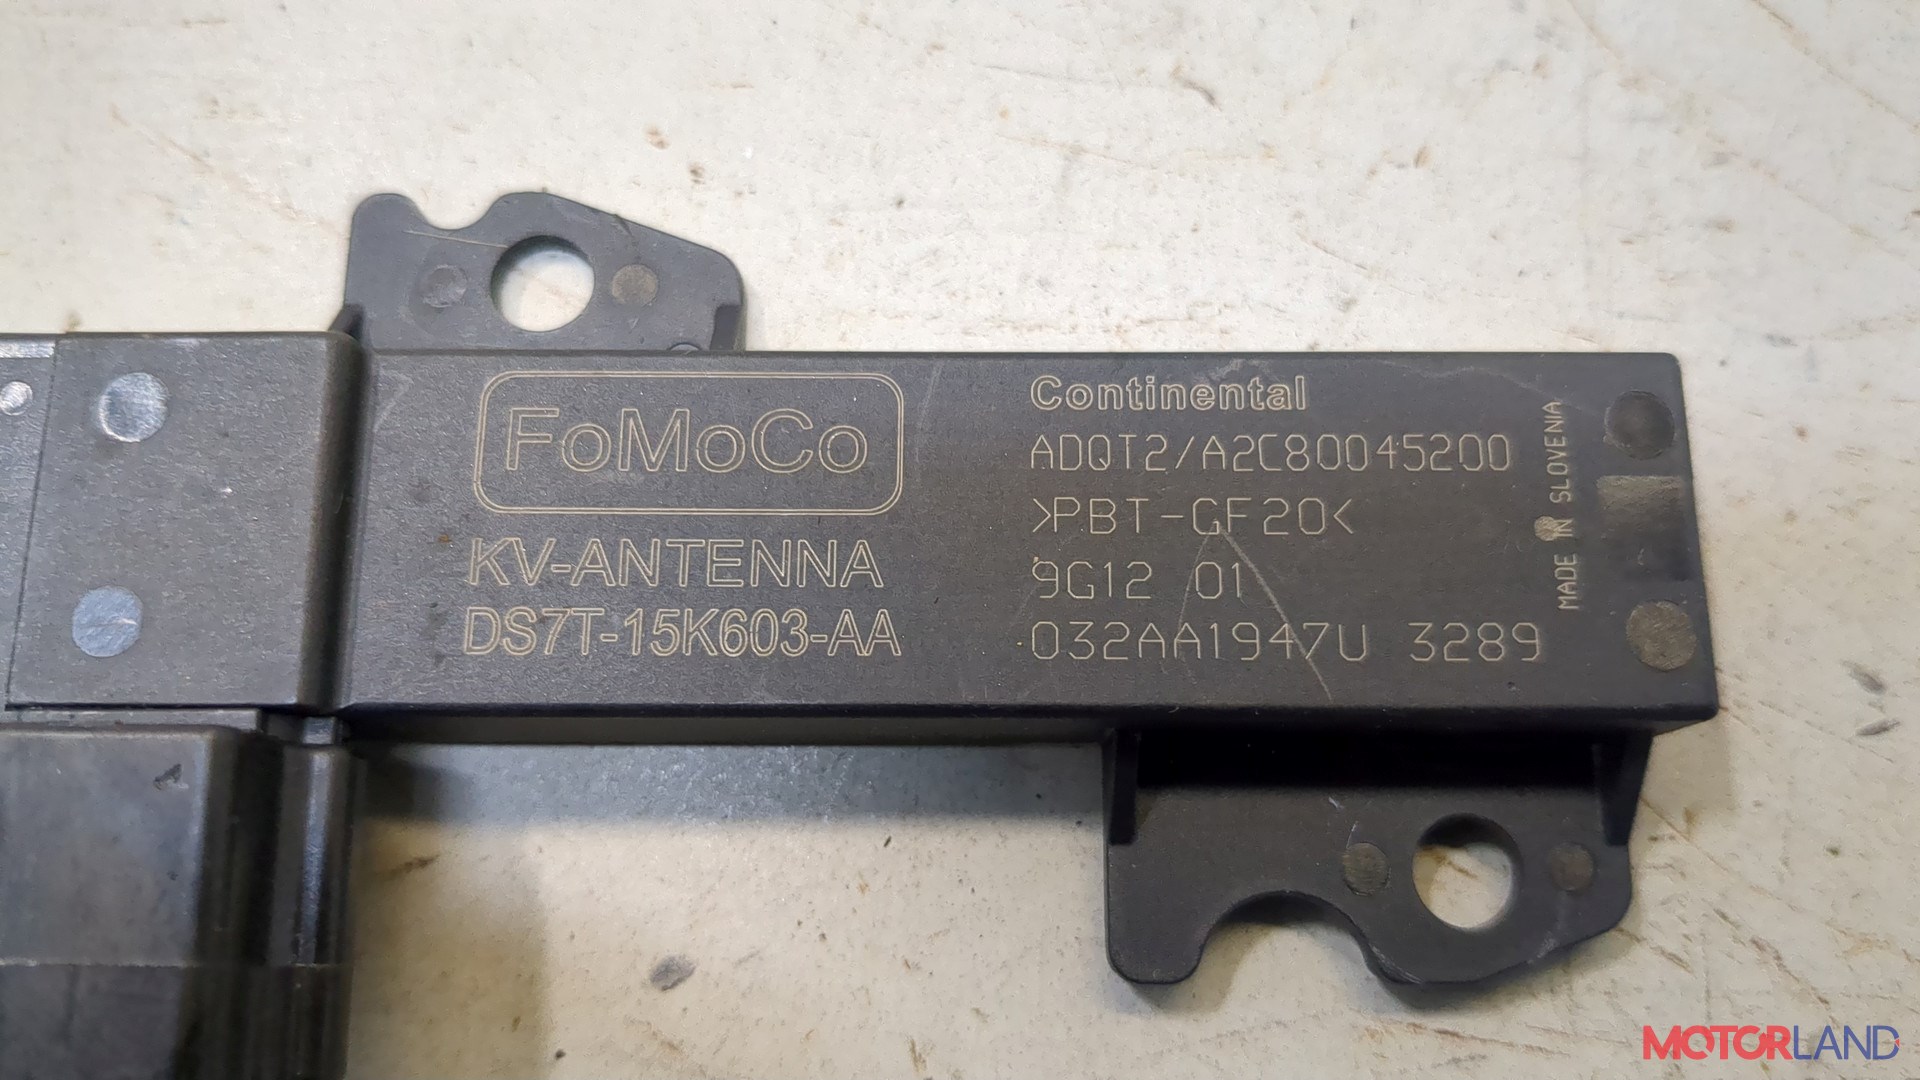 FoMoCo
KV-ANTENNA
DS7T-15K603-AA
Continental
ADQT2/A2C80045200
>PBT-GF20<
9G12 01
032AA1947U 3289
MADE IN SLOVENIA
MOTORLAND